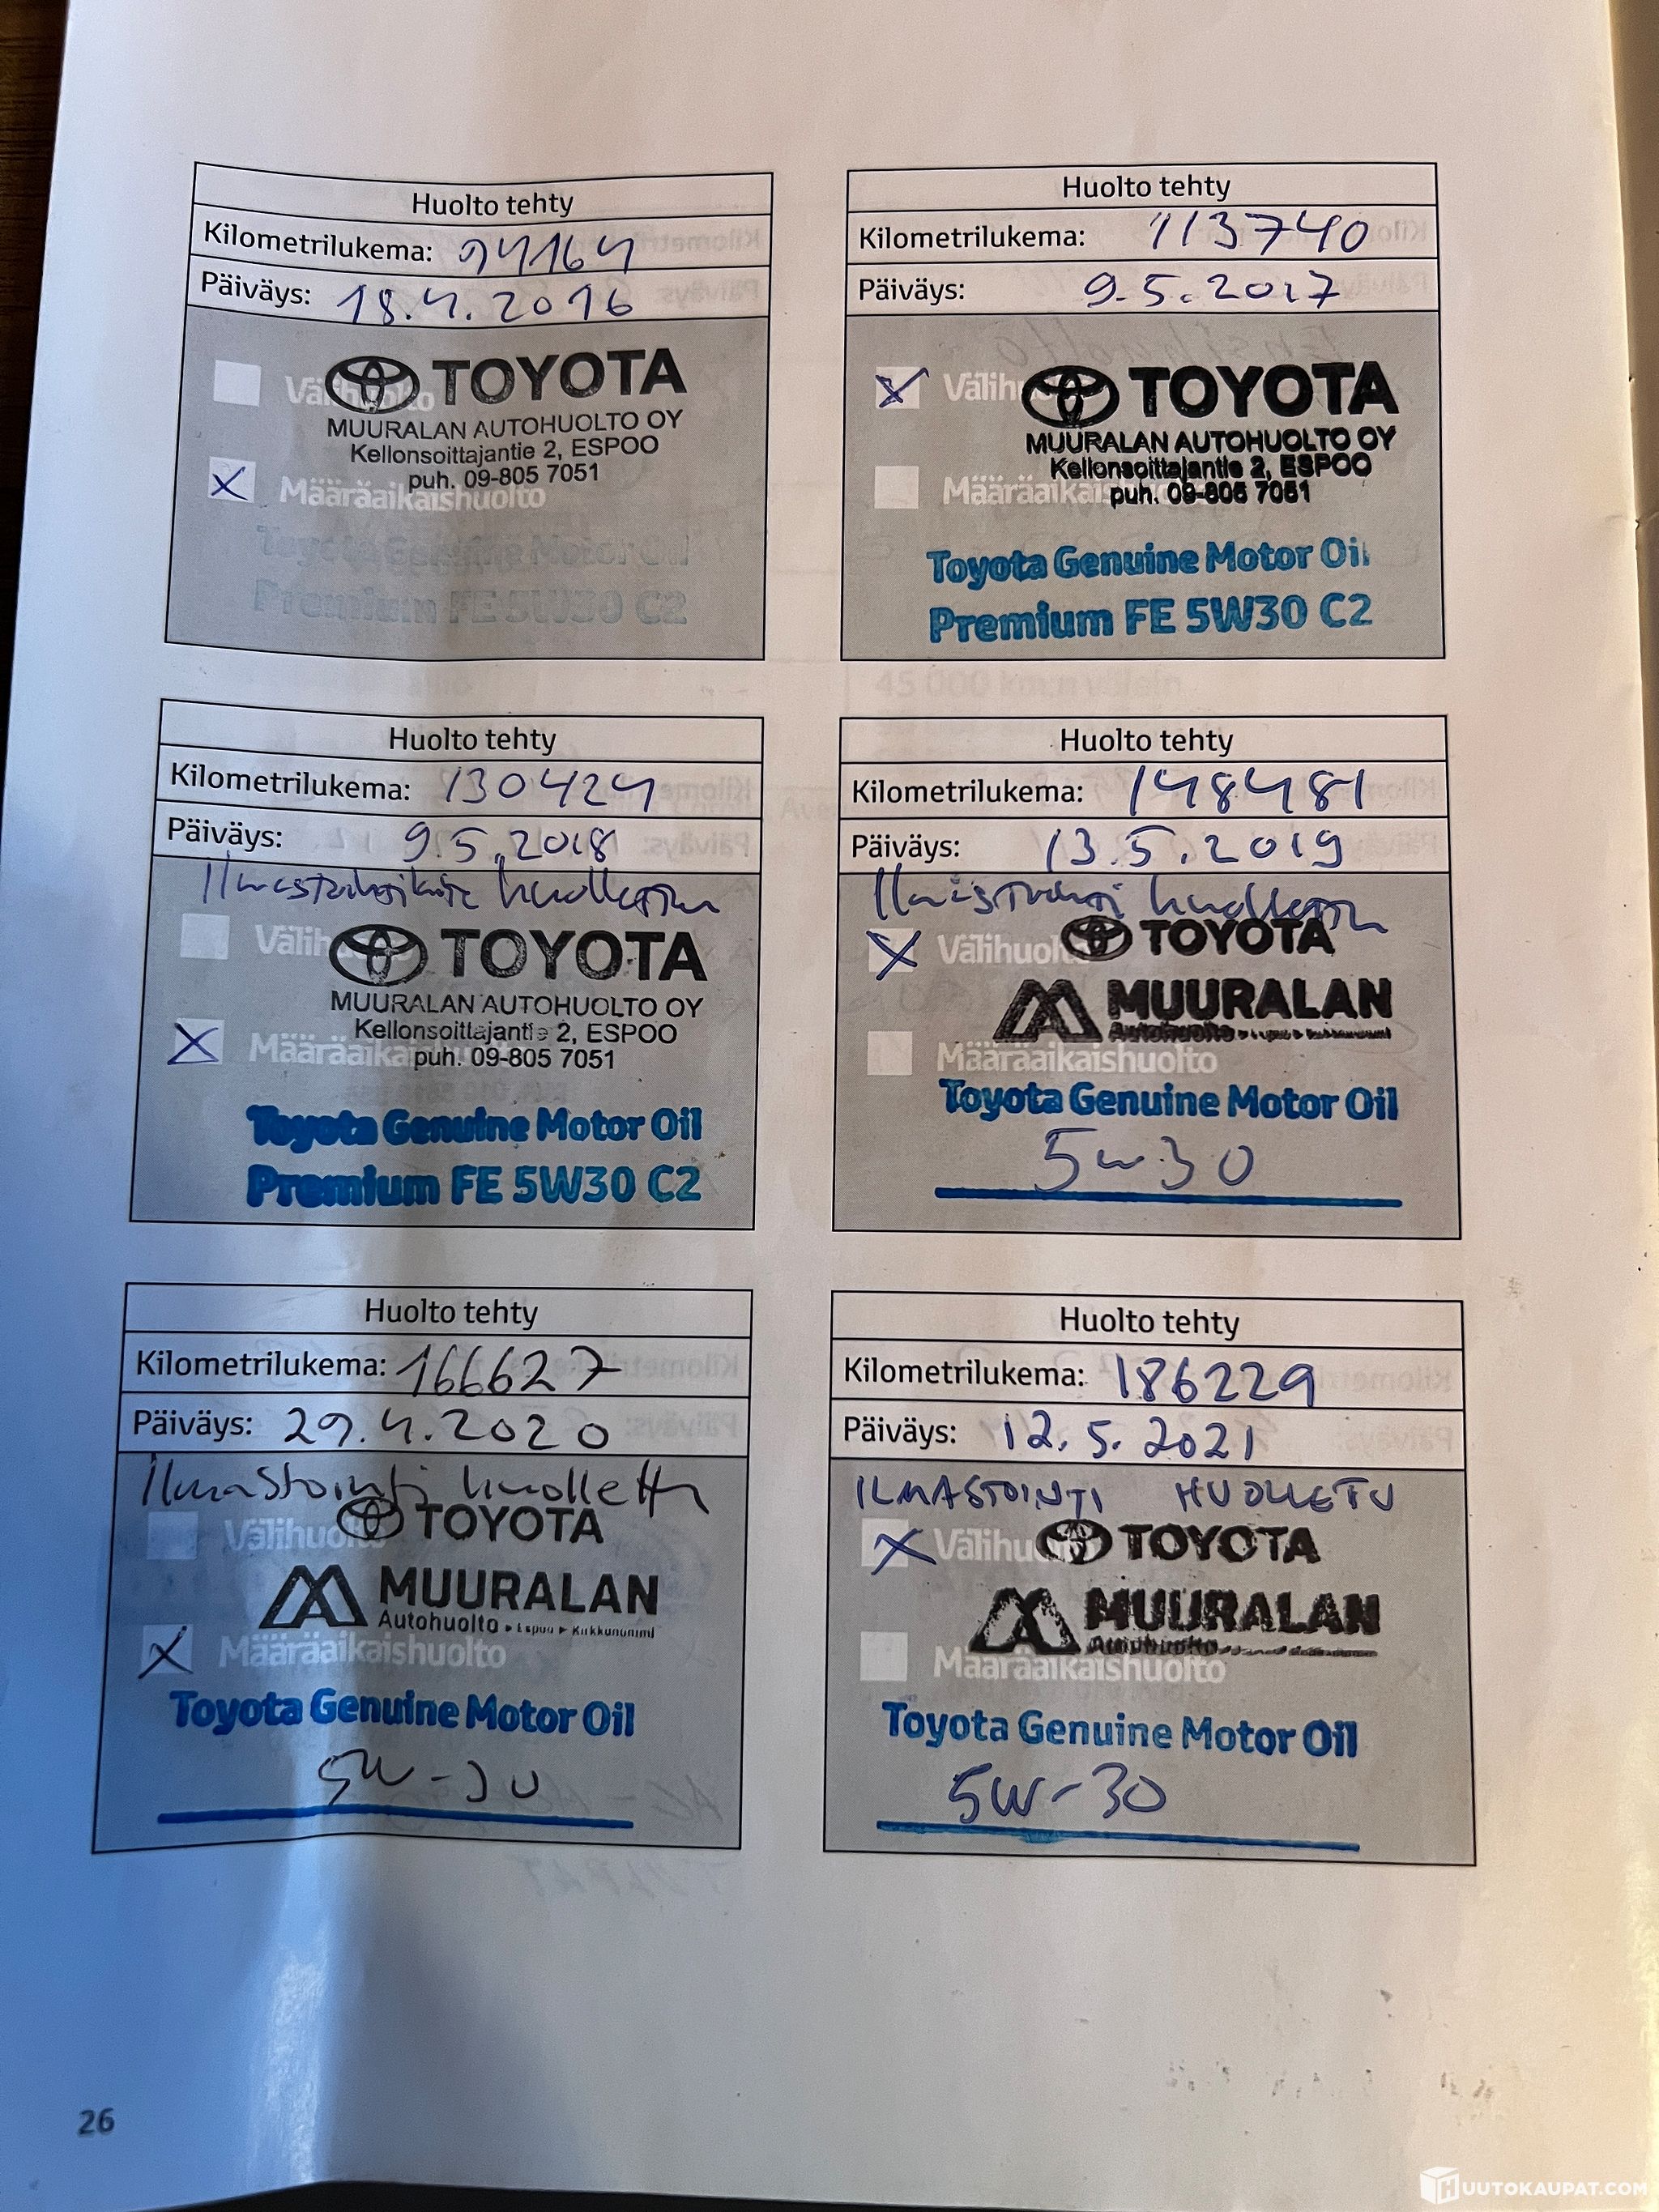 Huolto tehty
Kilometrilukema: 94164
Päiväys: 18.4.2016
Välihuolto
TOYOTA
MUURALAN AUTOHUOLTO OY
Kellonsoittajantie 2, ESPOO
puh. 09-805 7051
Määräaikaishuolto
Toyota Genuine Motor Oil
Premium FE 5W30 C2
Huolto tehty
Kilometrilukema: 113740
Päiväys: 9.5.2017
Välihuolto
TOYOTA
MUURALAN AUTOHUOLTO OY
Kellonsoittajantie 2, ESPOO
puh. 09-805 7051
Määräaikaishuolto
Toyota Genuine Motor Oil
Premium FE 5W30 C2
Huolto tehty
Kilometrilukema: 130424
Päiväys: 9.5.2018
Välihuolto
TOYOTA
MUURALAN AUTOHUOLTO OY
Kellonsoittajantie 2, ESPOO
puh. 09-805 7051
Määräaikaishuolto
Toyota Genuine Motor Oil
Premium FE 5W30 C2
Huolto tehty
Kilometrilukema: 148481
Päiväys: 13.5.2019
Välihuolto
TOYOTA
MUURALAN
Autohuolto
Määräaikaishuolto
Toyota Genuine Motor Oil
5w30
Huolto tehty
Kilometrilukema: 166627
Päiväys: 29.4.2020
Ilmastointi huollettu
Välihuolto
TOYOTA
MUURALAN
Autohuolto ▸ Espoo ▸ Kirkkonummi
Määräaikaishuolto
Toyota Genuine Motor Oil
5W-30
Huolto tehty
Kilometrilukema: 186229
Päiväys: 12.5.2021
ILMASTOINTI HUOLLETTU
Välihuolto
TOYOTA
MUURALAN
Autohuolto
Määräaikaishuolto
Toyota Genuine Motor Oil
5W-30
26
HUUTOKAUPAT.COM